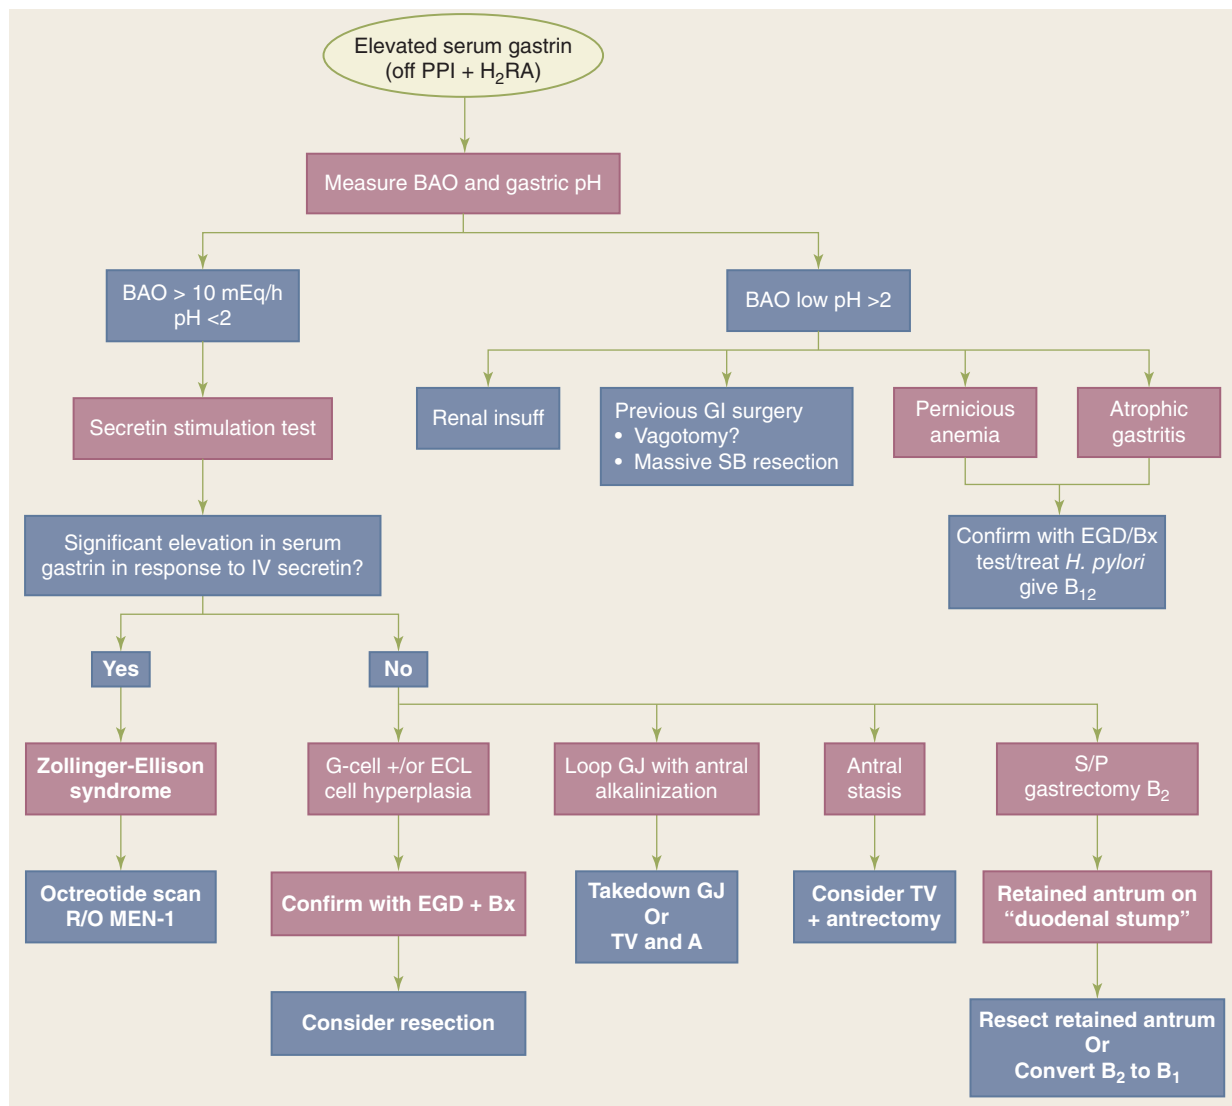 Elevated serum gastrin
(off PPI + H₂RA)
Measure BAO and gastric pH
BAO > 10 mEq/h
pH <2
BAO low pH >2
Secretin stimulation test
Renal insuff
Previous GI surgery
• Vagotomy?
• Massive SB resection
Pernicious
anemia
Atrophic
gastritis
Significant elevation in serum
gastrin in response to IV secretin?
Confirm with EGD/Bx
test/treat H. pylori
give B₁₂
Yes
No
Zollinger-Ellison
syndrome
G-cell +/or ECL
cell hyperplasia
Loop GJ with antral
alkalinization
Antral
stasis
S/P
gastrectomy B₂
Octreotide scan
R/O MEN-1
Confirm with EGD + Bx
Takedown GJ
Or
TV and A
Consider TV
+ antrectomy
Retained antrum on
“duodenal stump”
Consider resection
Resect retained antrum
Or
Convert B₂ to B₁